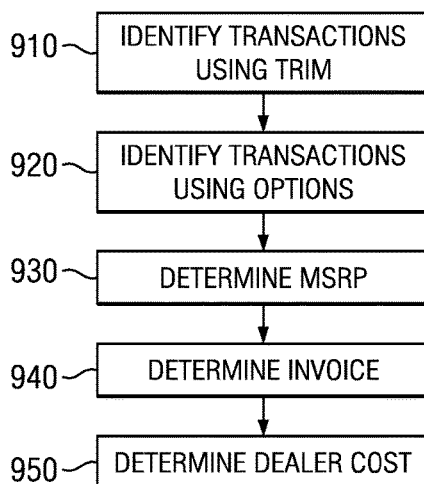 910
IDENTIFY TRANSACTIONS
USING TRIM
920
IDENTIFY TRANSACTIONS
USING OPTIONS
930
DETERMINE MSRP
940
DETERMINE INVOICE
950
DETERMINE DEALER COST